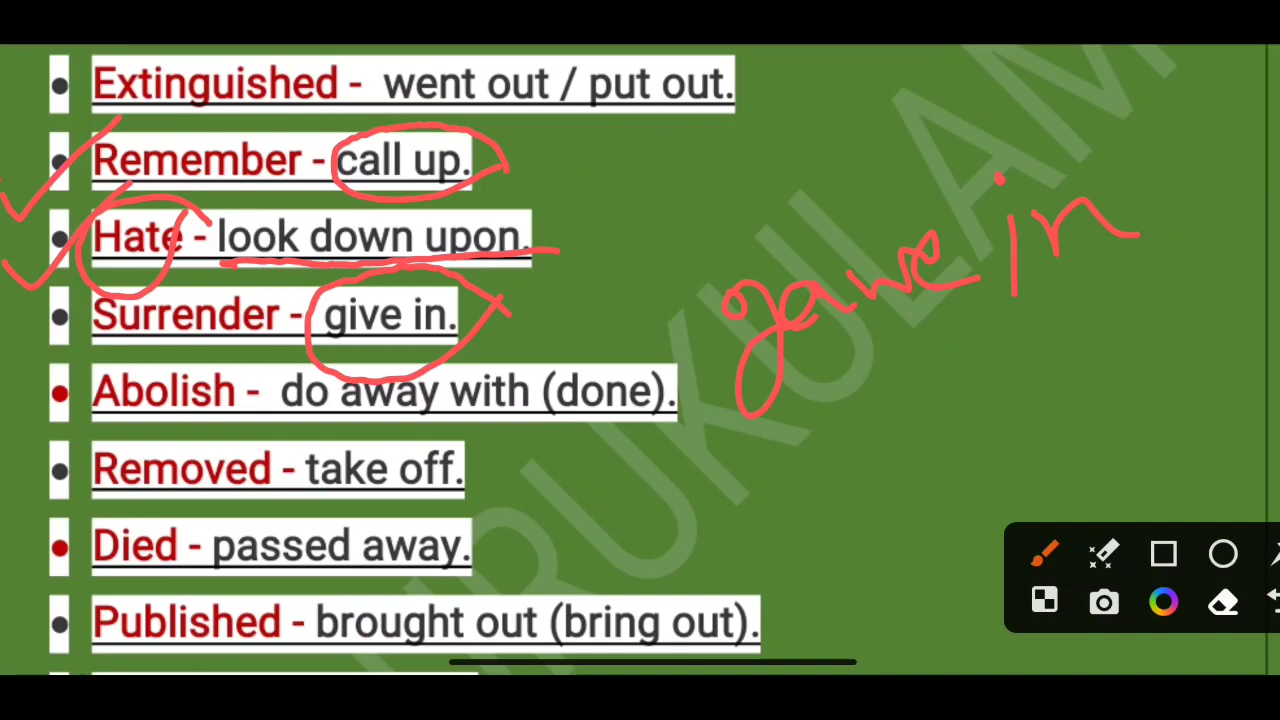 • Extinguished - went out / put out.
• Remember - call up.
• Hate - look down upon.
• Surrender - give in.
gave in
• Abolish - do away with (done).
• Removed - take off.
• Died - passed away.
• Published - brought out (bring out).
URUKULAM